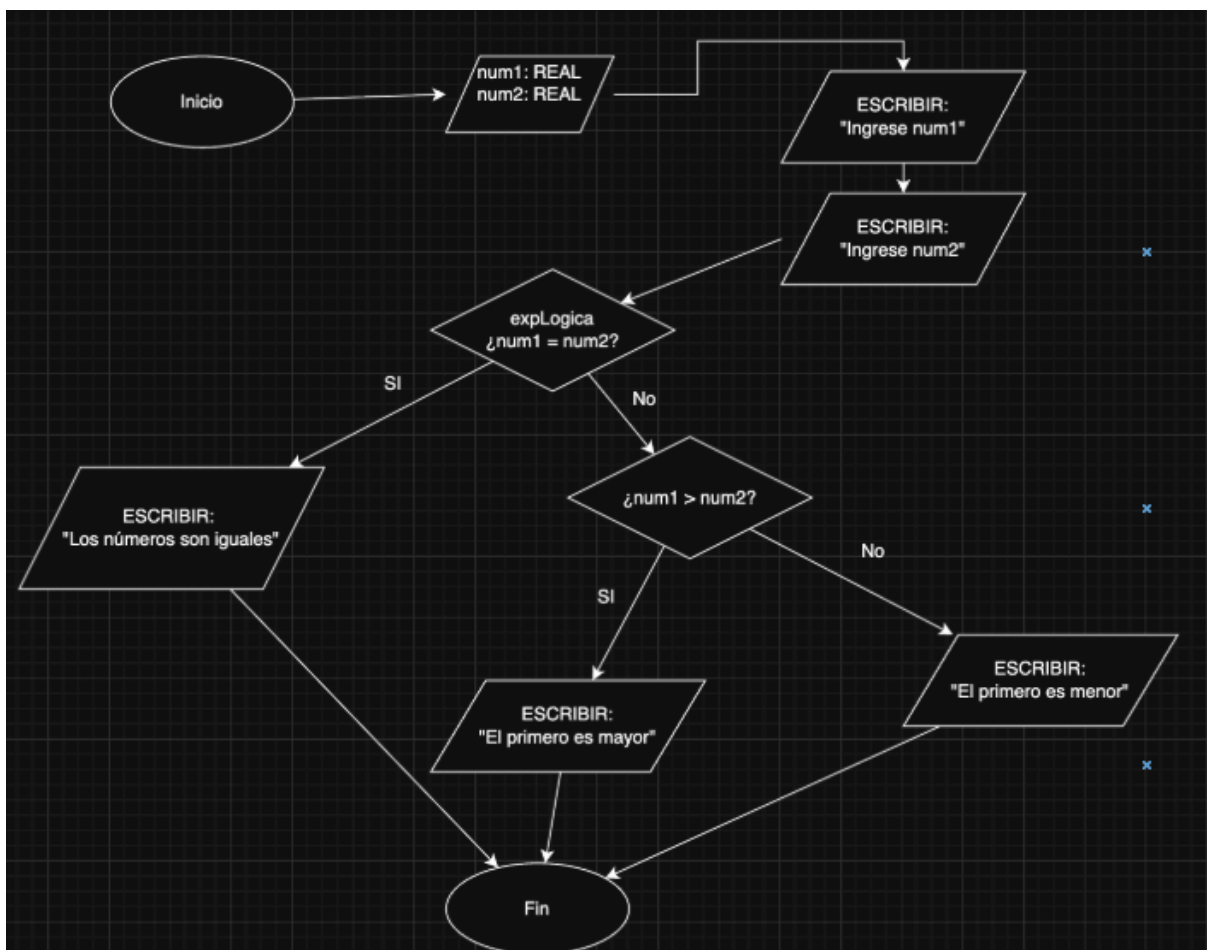 Inicio
num1: REAL
num2: REAL
ESCRIBIR:
"Ingrese num1"
ESCRIBIR:
"Ingrese num2"
expLogica
¿num1 = num2?
SI
No
ESCRIBIR:
"Los números son iguales"
¿num1 > num2?
SI
No
ESCRIBIR:
"El primero es mayor"
ESCRIBIR:
"El primero es menor"
Fin